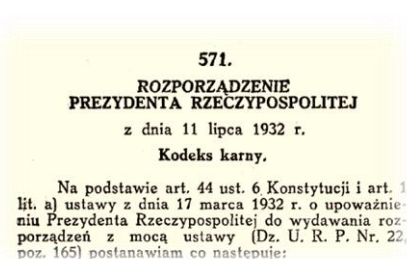 571.
ROZPORZĄDZENIE
PREZYDENTA RZECZYPOSPOLITEJ
z dnia 11 lipca 1932 r.
Kodeks karny.
Na podstawie art. 44 ust. 6 Konstytucji i art. 1
lit. a) ustawy z dnia 17 marca 1932 r. o upoważnie-
niu Prezydenta Rzeczypospolitej do wydawania roz-
porządzeń z mocą ustawy (Dz. U. R. P. Nr. 22,
poz. 165) postanawiam co następuje: